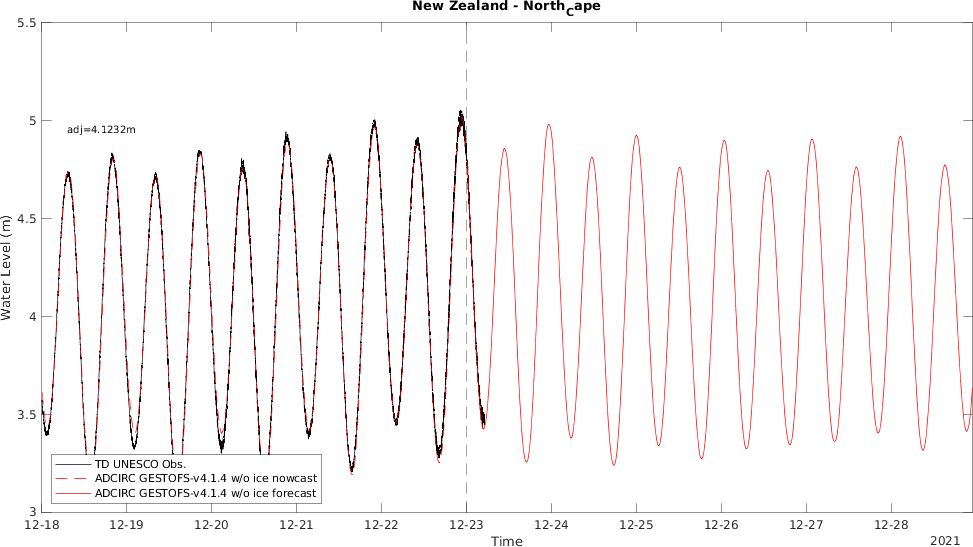 New Zealand - North_Cape
5.5
5
4.5
4
3.5
3
Water Level (m)
adj=4.1232m
TD UNESCO Obs.
ADCIRC GESTOFS-v4.1.4 w/o ice nowcast
ADCIRC GESTOFS-v4.1.4 w/o ice forecast
12-18
12-19
12-20
12-21
12-22
12-23
12-24
12-25
12-26
12-27
12-28
Time
2021